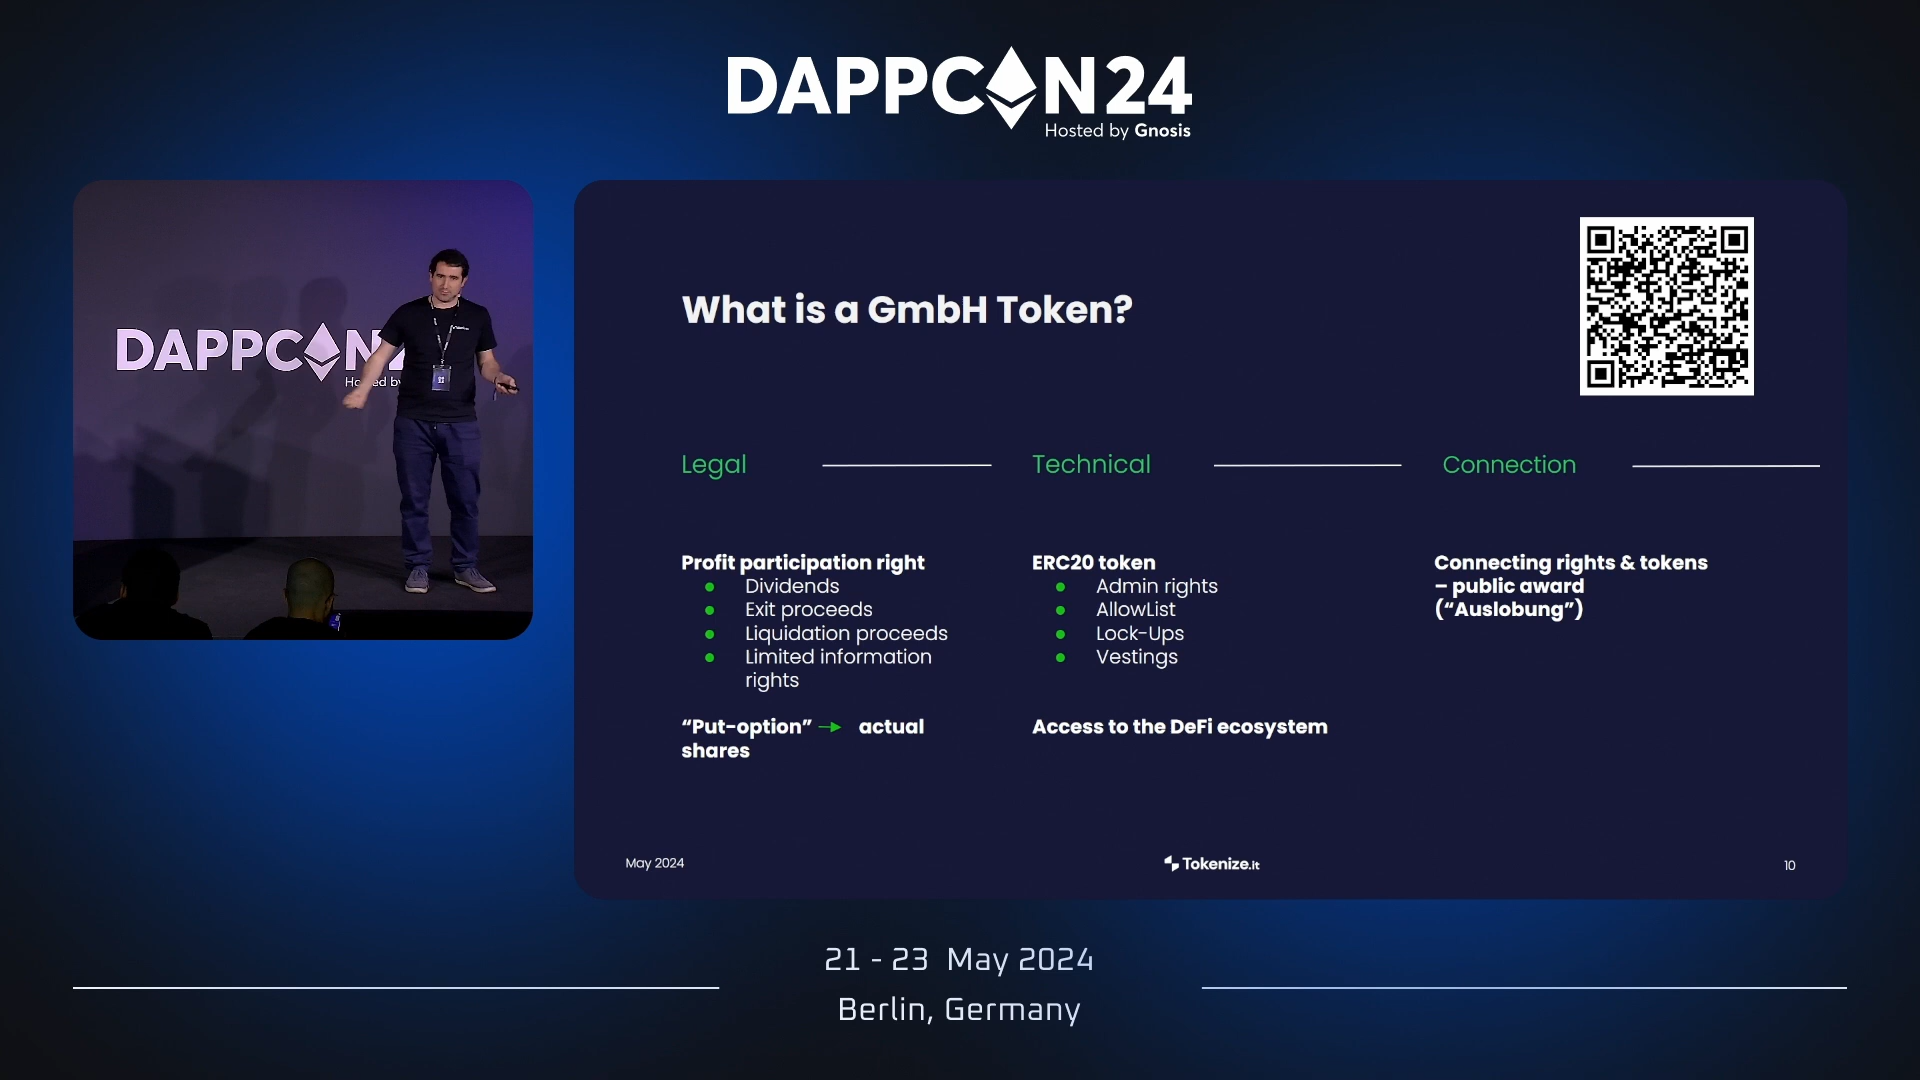 DAPPCON24
Hosted by Gnosis
DAPPCON
Hosted by
What is a GmbH Token?
Legal
Technical
Connection
Profit participation right
Dividends
Exit proceeds
Liquidation proceeds
Limited information
rights
“Put-option” → actual
shares
ERC20 token
Admin rights
AllowList
Lock-Ups
Vestings
Access to the DeFi ecosystem
Connecting rights & tokens
– public award
(“Auslobung”)
May 2024
Tokenize.it
10
21 - 23 May 2024
Berlin, Germany